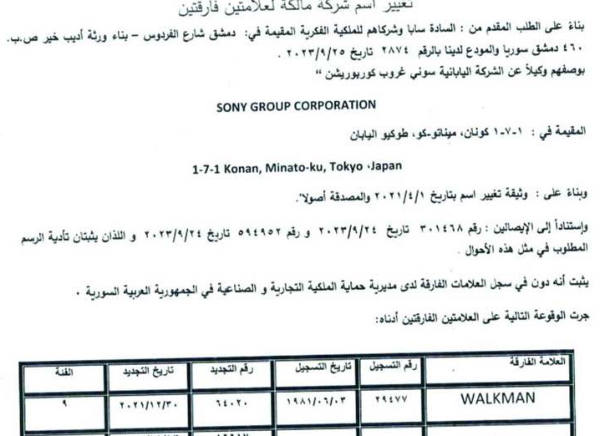 تغيير اسم شركة مالكة لعلامتين فارقتين
بناءً على الطلب المقدم من : السادة سابا وشركاهم للملكية الفكرية المقيمة في: دمشق شارع الفردوس – بناء ورثة أديب خير ص.ب.
٤٦٠ دمشق سوريا والمودع لدينا بالرقم ٢٨٧٤ تاريخ ٢٠٢٣/٩/٢٥ .
بوصفهم وكيلاً عن الشركة اليابانية سوني غروب كوربوريشن “
SONY GROUP CORPORATION
المقيمة في : ١-٧-١ كونان، ميناتو-كو، طوكيو اليابان
1-7-1 Konan, Minato-ku, Tokyo ،Japan
وبناءً على : وثيقة تغيير اسم بتاريخ ٢٠٢١/٤/١ والمصدقة أصولاً.
وإستناداً إلى الإيصالين : رقم ٣٠١٤٦٨ تاريخ ٢٠٢٣/٩/٢٤ و رقم ٥٩٤٩٥٢ تاريخ ٢٠٢٣/٩/٢٤ و اللذان يثبتان تأدية الرسم
المطلوب في مثل هذه الأحوال .
يثبت أنه دون في سجل العلامات الفارقة لدى مديرية حماية الملكية التجارية و الصناعية في الجمهورية العربية السورية .
جرت الوقوعة التالية على العلامتين الفارقتين أدناه:
العلامة الفارقة رقم التسجيل تاريخ التسجيل رقم التجديد تاريخ التجديد الفئة
WALKMAN ٢٩٤٧٧ ١٩٨١/٠٦/٠٣ ٦٤٠٢٠ ٢٠٢١/١٢/٣٠ ٩